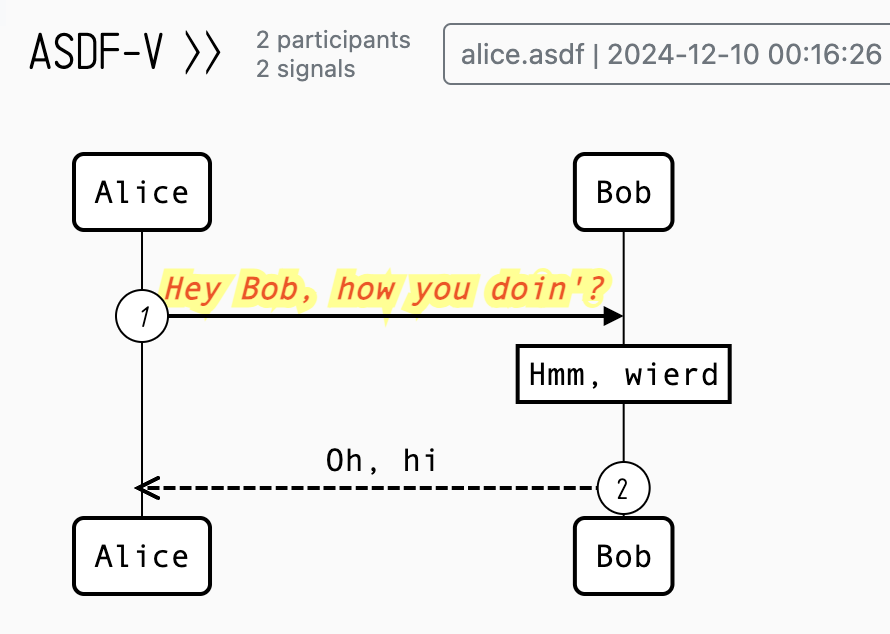 ASDF-V >>
2 participants
2 signals
alice.asdf | 2024-12-10 00:16:26
Alice
Bob
Hey Bob, how you doin'?
1
Hmm, wierd
Oh, hi
2
Alice
Bob